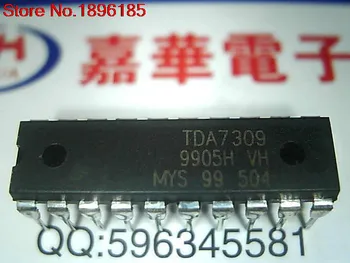 Store No:1896185
嘉華電子
TDA7309
9905H VH
MYS 99 504
QQ:596345581